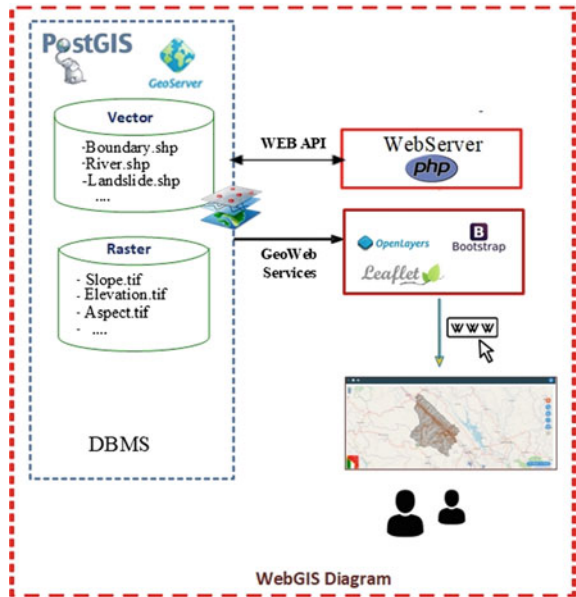 PostGIS
GeoServer
Vector
-Boundary.shp
-River.shp
-Landslide.shp
....
Raster
- Slope.tif
- Elevation.tif
- Aspect.tif
- ....
DBMS
WEB API
WebServer
php
GeoWeb
Services
OpenLayers
B
Bootstrap
Leaflet
WWW
WebGIS Diagram